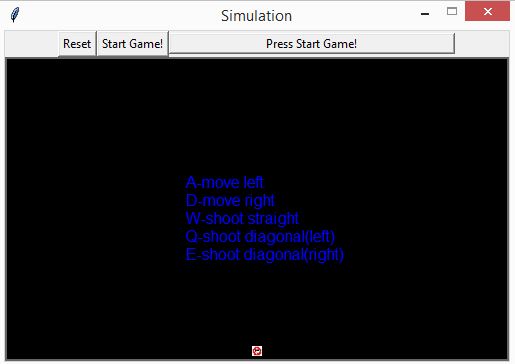 Simulation
Reset Start Game! Press Start Game!
A-move left
D-move right
W-shoot straight
Q-shoot diagonal(left)
E-shoot diagonal(right)